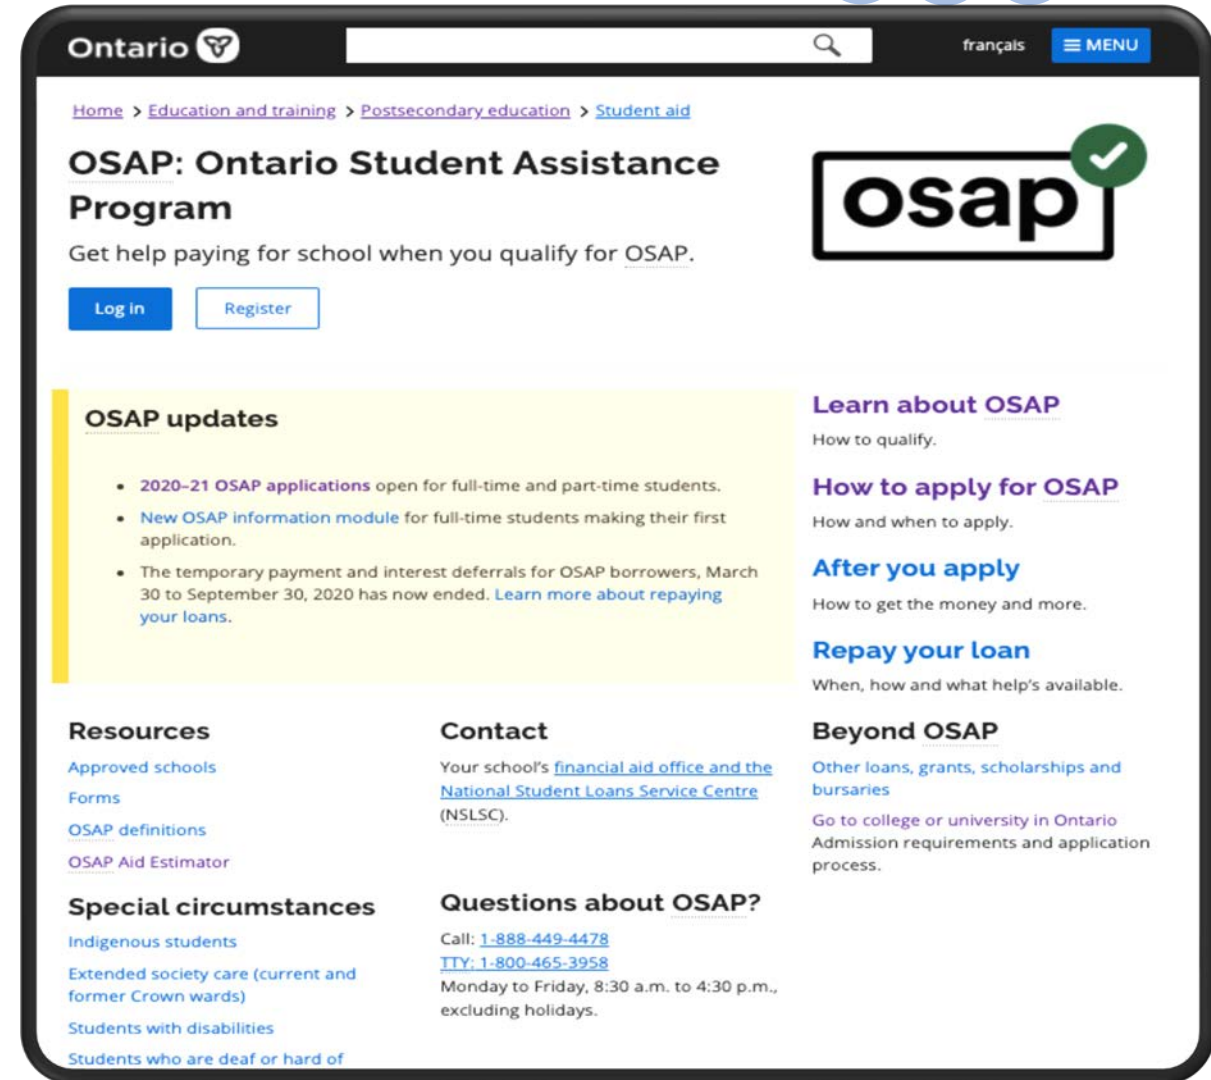 Ontario
français
MENU
Home > Education and training > Postsecondary education > Student aid
OSAP: Ontario Student Assistance
Program
Get help paying for school when you qualify for OSAP.
Log in
Register
osap
OSAP updates
• 2020–21 OSAP applications open for full-time and part-time students.
• New OSAP information module for full-time students making their first
application.
• The temporary payment and interest deferrals for OSAP borrowers, March
30 to September 30, 2020 has now ended. Learn more about repaying
your loans.
Learn about OSAP
How to qualify.
How to apply for OSAP
How and when to apply.
After you apply
How to get the money and more.
Repay your loan
When, how and what help's available.
Resources
Approved schools
Forms
OSAP definitions
OSAP Aid Estimator
Contact
Your school's financial aid office and the
National Student Loans Service Centre
(NSLSC).
Beyond OSAP
Other loans, grants, scholarships and
bursaries
Go to college or university in Ontario
Admission requirements and application
process.
Special circumstances
Indigenous students
Extended society care (current and
former Crown wards)
Students with disabilities
Students who are deaf or hard of
Questions about OSAP?
Call: 1-888-449-4478
TTY: 1-800-465-3958
Monday to Friday, 8:30 a.m. to 4:30 p.m.,
excluding holidays.